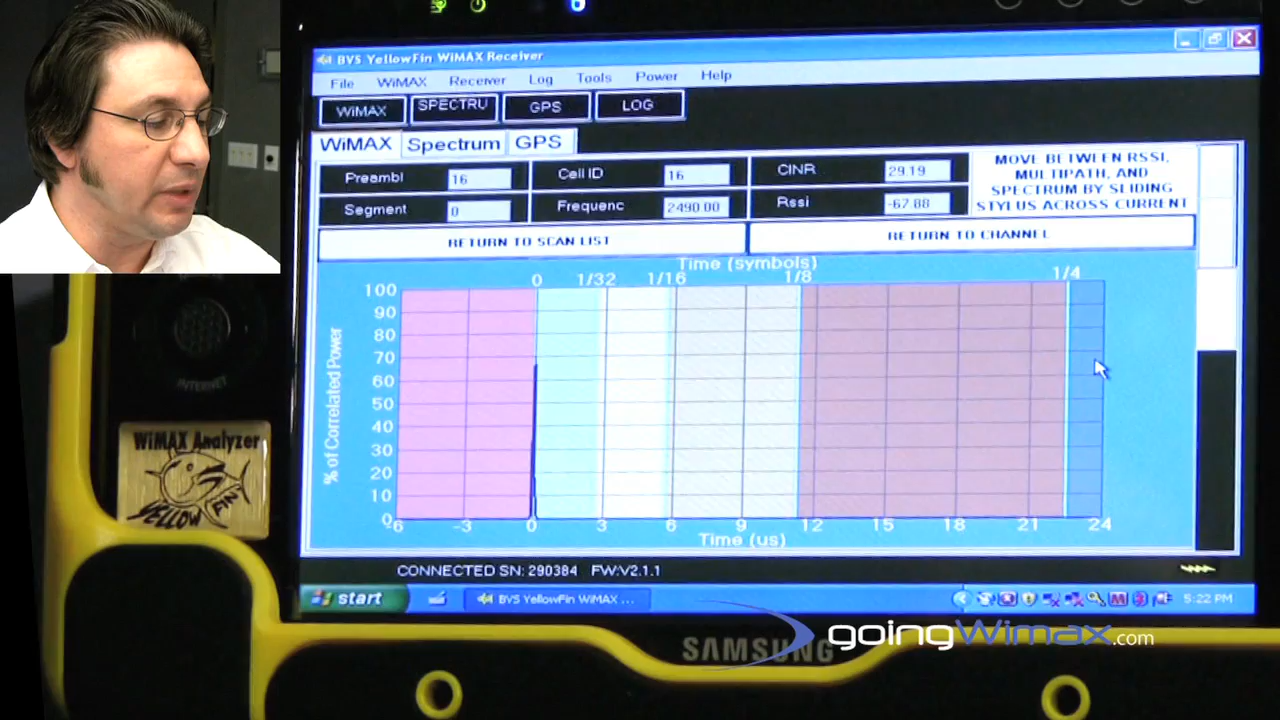 BVS YellowFin WiMAX Receiver
File WiMAX Receiver Log Tools Power Help
WiMAX SPECTRU GPS LOG
WiMAX Spectrum GPS
Preambl 16 Cell ID 16 CINR 29.19
Segment 0 Frequenc 2490.00 Rssi -67.88
MOVE BETWEEN RSSI,
MULTIPATH, AND
SPECTRUM BY SLIDING
STYLUS ACROSS CURRENT
RETURN TO SCAN LIST RETURN TO CHANNEL
Time (symbols)
0 1/32 1/16 1/8 1/4
100
90
80
70
60
50
40
30
20
10
0
% of Correlated Power
-6 -3 0 3 6 9 12 15 18 21 24
Time (us)
CONNECTED SN: 290384 FW:V2.1.1
start BVS YellowFin WiMAX ... 5:22 PM
INTERNET
WiMAX Analyzer
YELLOWFIN
SAMSUNG
goingWimax.com